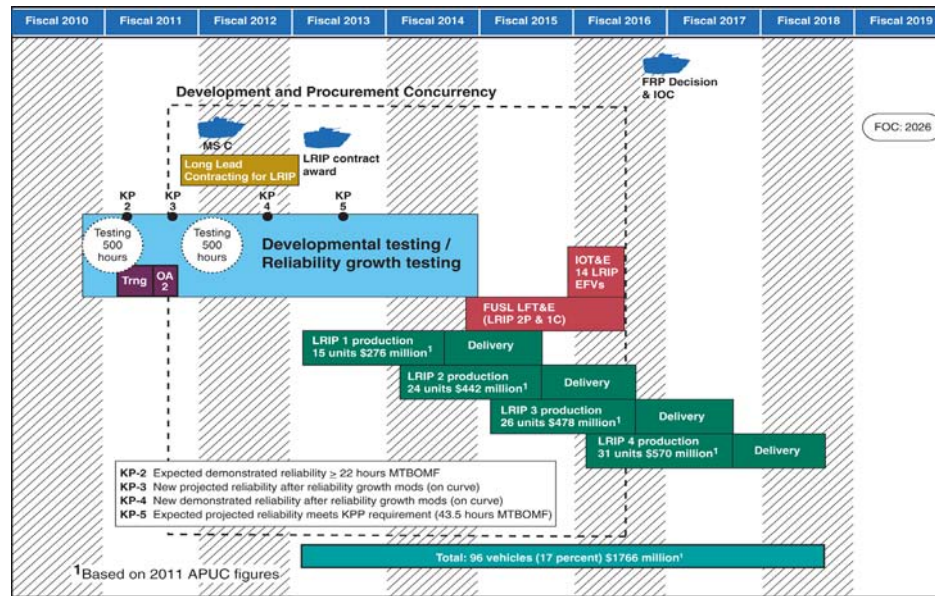 Fiscal 2010 Fiscal 2011 Fiscal 2012 Fiscal 2013 Fiscal 2014 Fiscal 2015 Fiscal 2016 Fiscal 2017 Fiscal 2018 Fiscal 2019
FRP Decision
& IOC
Development and Procurement Concurrency
FOC: 2026
MS C
LRIP contract
award
Long Lead
Contracting for LRIP
KP
2
KP
3
KP
4
KP
5
Testing
500
hours
Testing
500
hours
Developmental testing /
Reliability growth testing
Trng
OA
2
IOT&E
14 LRIP
EFVs
FUSL LFT&E
(LRIP 2P & 1C)
LRIP 1 production
15 units $276 million1
Delivery
LRIP 2 production
24 units $442 million1
Delivery
LRIP 3 production
26 units $478 million1
Delivery
LRIP 4 production
31 units $570 million1
Delivery
KP-2 Expected demonstrated reliability ≥ 22 hours MTBOMF
KP-3 New projected reliability after reliability growth mods (on curve)
KP-4 New demonstrated reliability after reliability growth mods (on curve)
KP-5 Expected projected reliability meets KPP requirement (43.5 hours MTBOMF)
Total: 96 vehicles (17 percent) $1766 million1
1Based on 2011 APUC figures